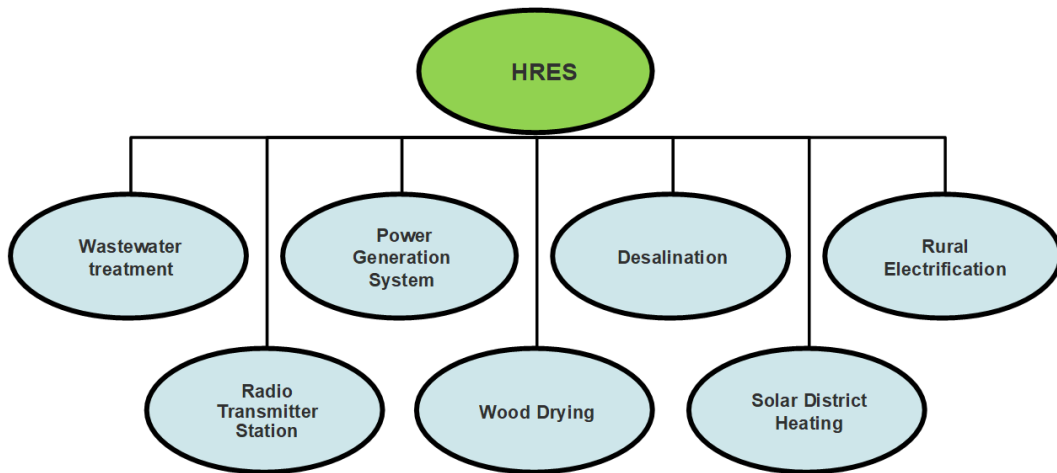 HRES
Wastewater
treatment
Power
Generation
System
Desalination
Rural
Electrification
Radio
Transmitter
Station
Wood Drying
Solar District
Heating